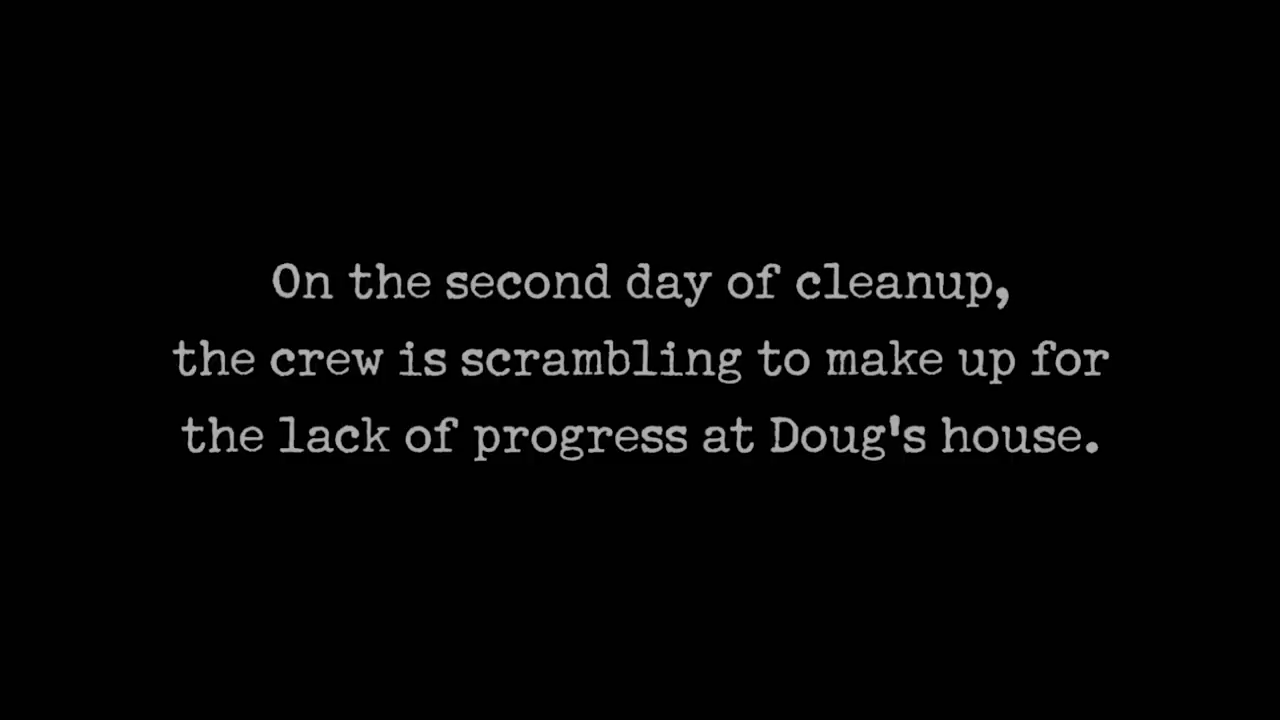 On the second day of cleanup,
the crew is scrambling to make up for
the lack of progress at Doug's house.